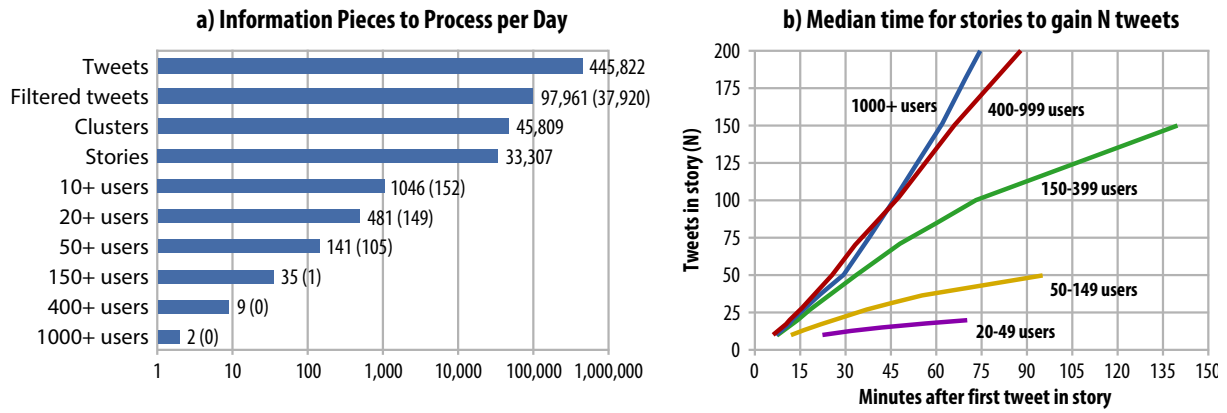 a) Information Pieces to Process per Day
Tweets 445,822
Filtered tweets 97,961 (37,920)
Clusters 45,809
Stories 33,307
10+ users 1046 (152)
20+ users 481 (149)
50+ users 141 (105)
150+ users 35 (1)
400+ users 9 (0)
1000+ users 2 (0)
1 10 100 1,000 10,000 100,000 1,000,000
b) Median time for stories to gain N tweets
Tweets in story (N)
200
175
150
125
100
75
50
25
0
1000+ users
400-999 users
150-399 users
50-149 users
20-49 users
0 15 30 45 60 75 90 105 120 135 150
Minutes after first tweet in story